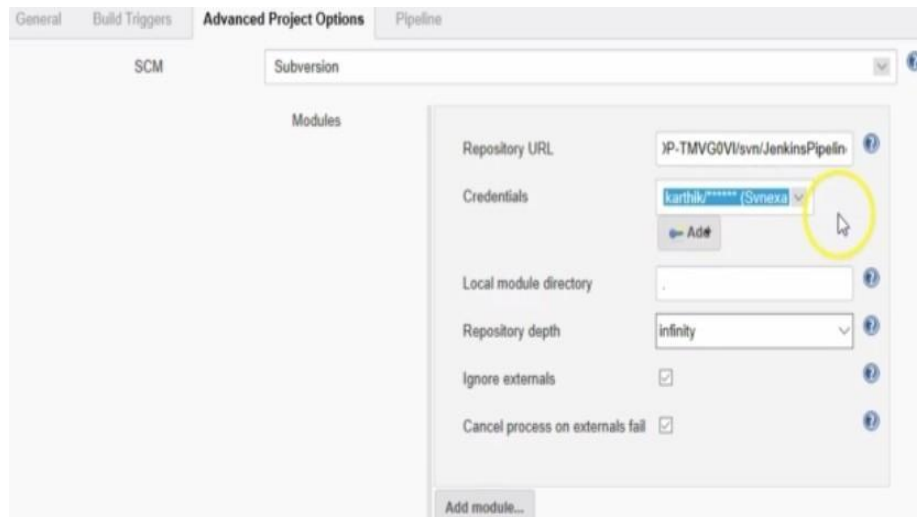 General Build Triggers Advanced Project Options Pipeline
SCM Subversion
Modules
Repository URL )P-TMVG0VI/svn/JenkinsPipelin
Credentials karthik/****** (Svnexa
Add
Local module directory .
Repository depth infinity
Ignore externals
Cancel process on externals fail
Add module...